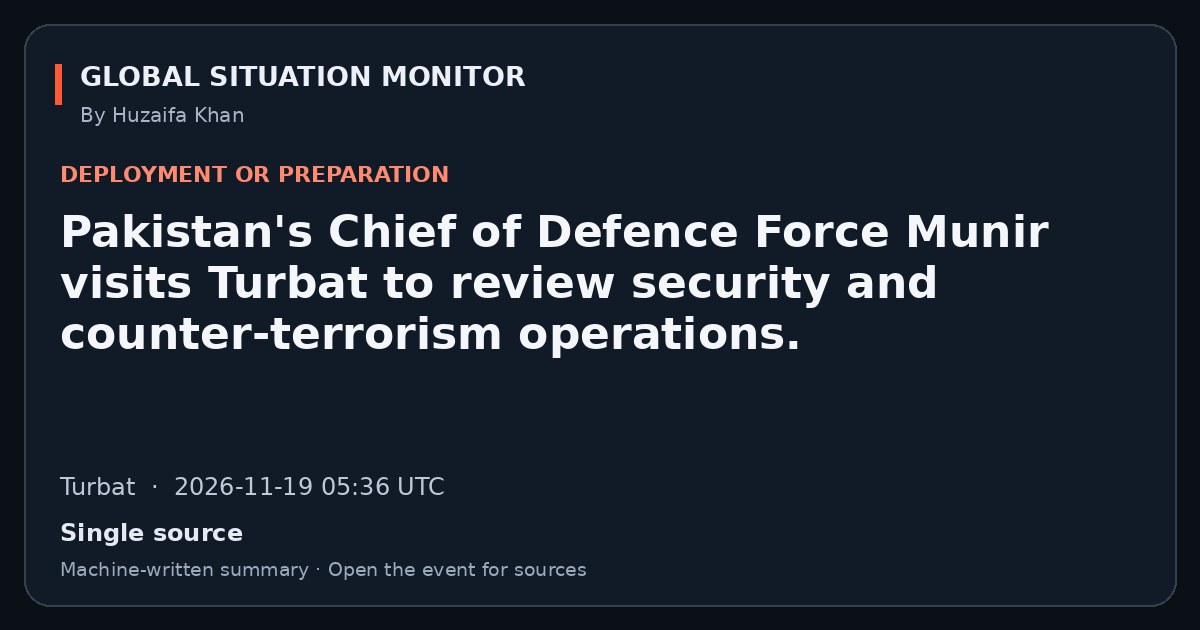 GLOBAL SITUATION MONITOR
By Huzaifa Khan
DEPLOYMENT OR PREPARATION
Pakistan's Chief of Defence Force Munir
visits Turbat to review security and
counter-terrorism operations.
Turbat · 2026-11-19 05:36 UTC
Single source
Machine-written summary · Open the event for sources